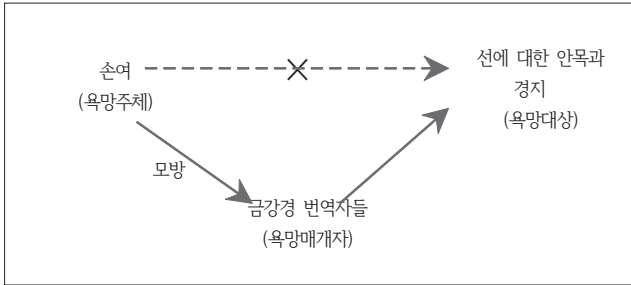 손여
(욕망주체)
선에 대한 안목과
경지
(욕망대상)
모방
금강경 번역자들
(욕망매개자)